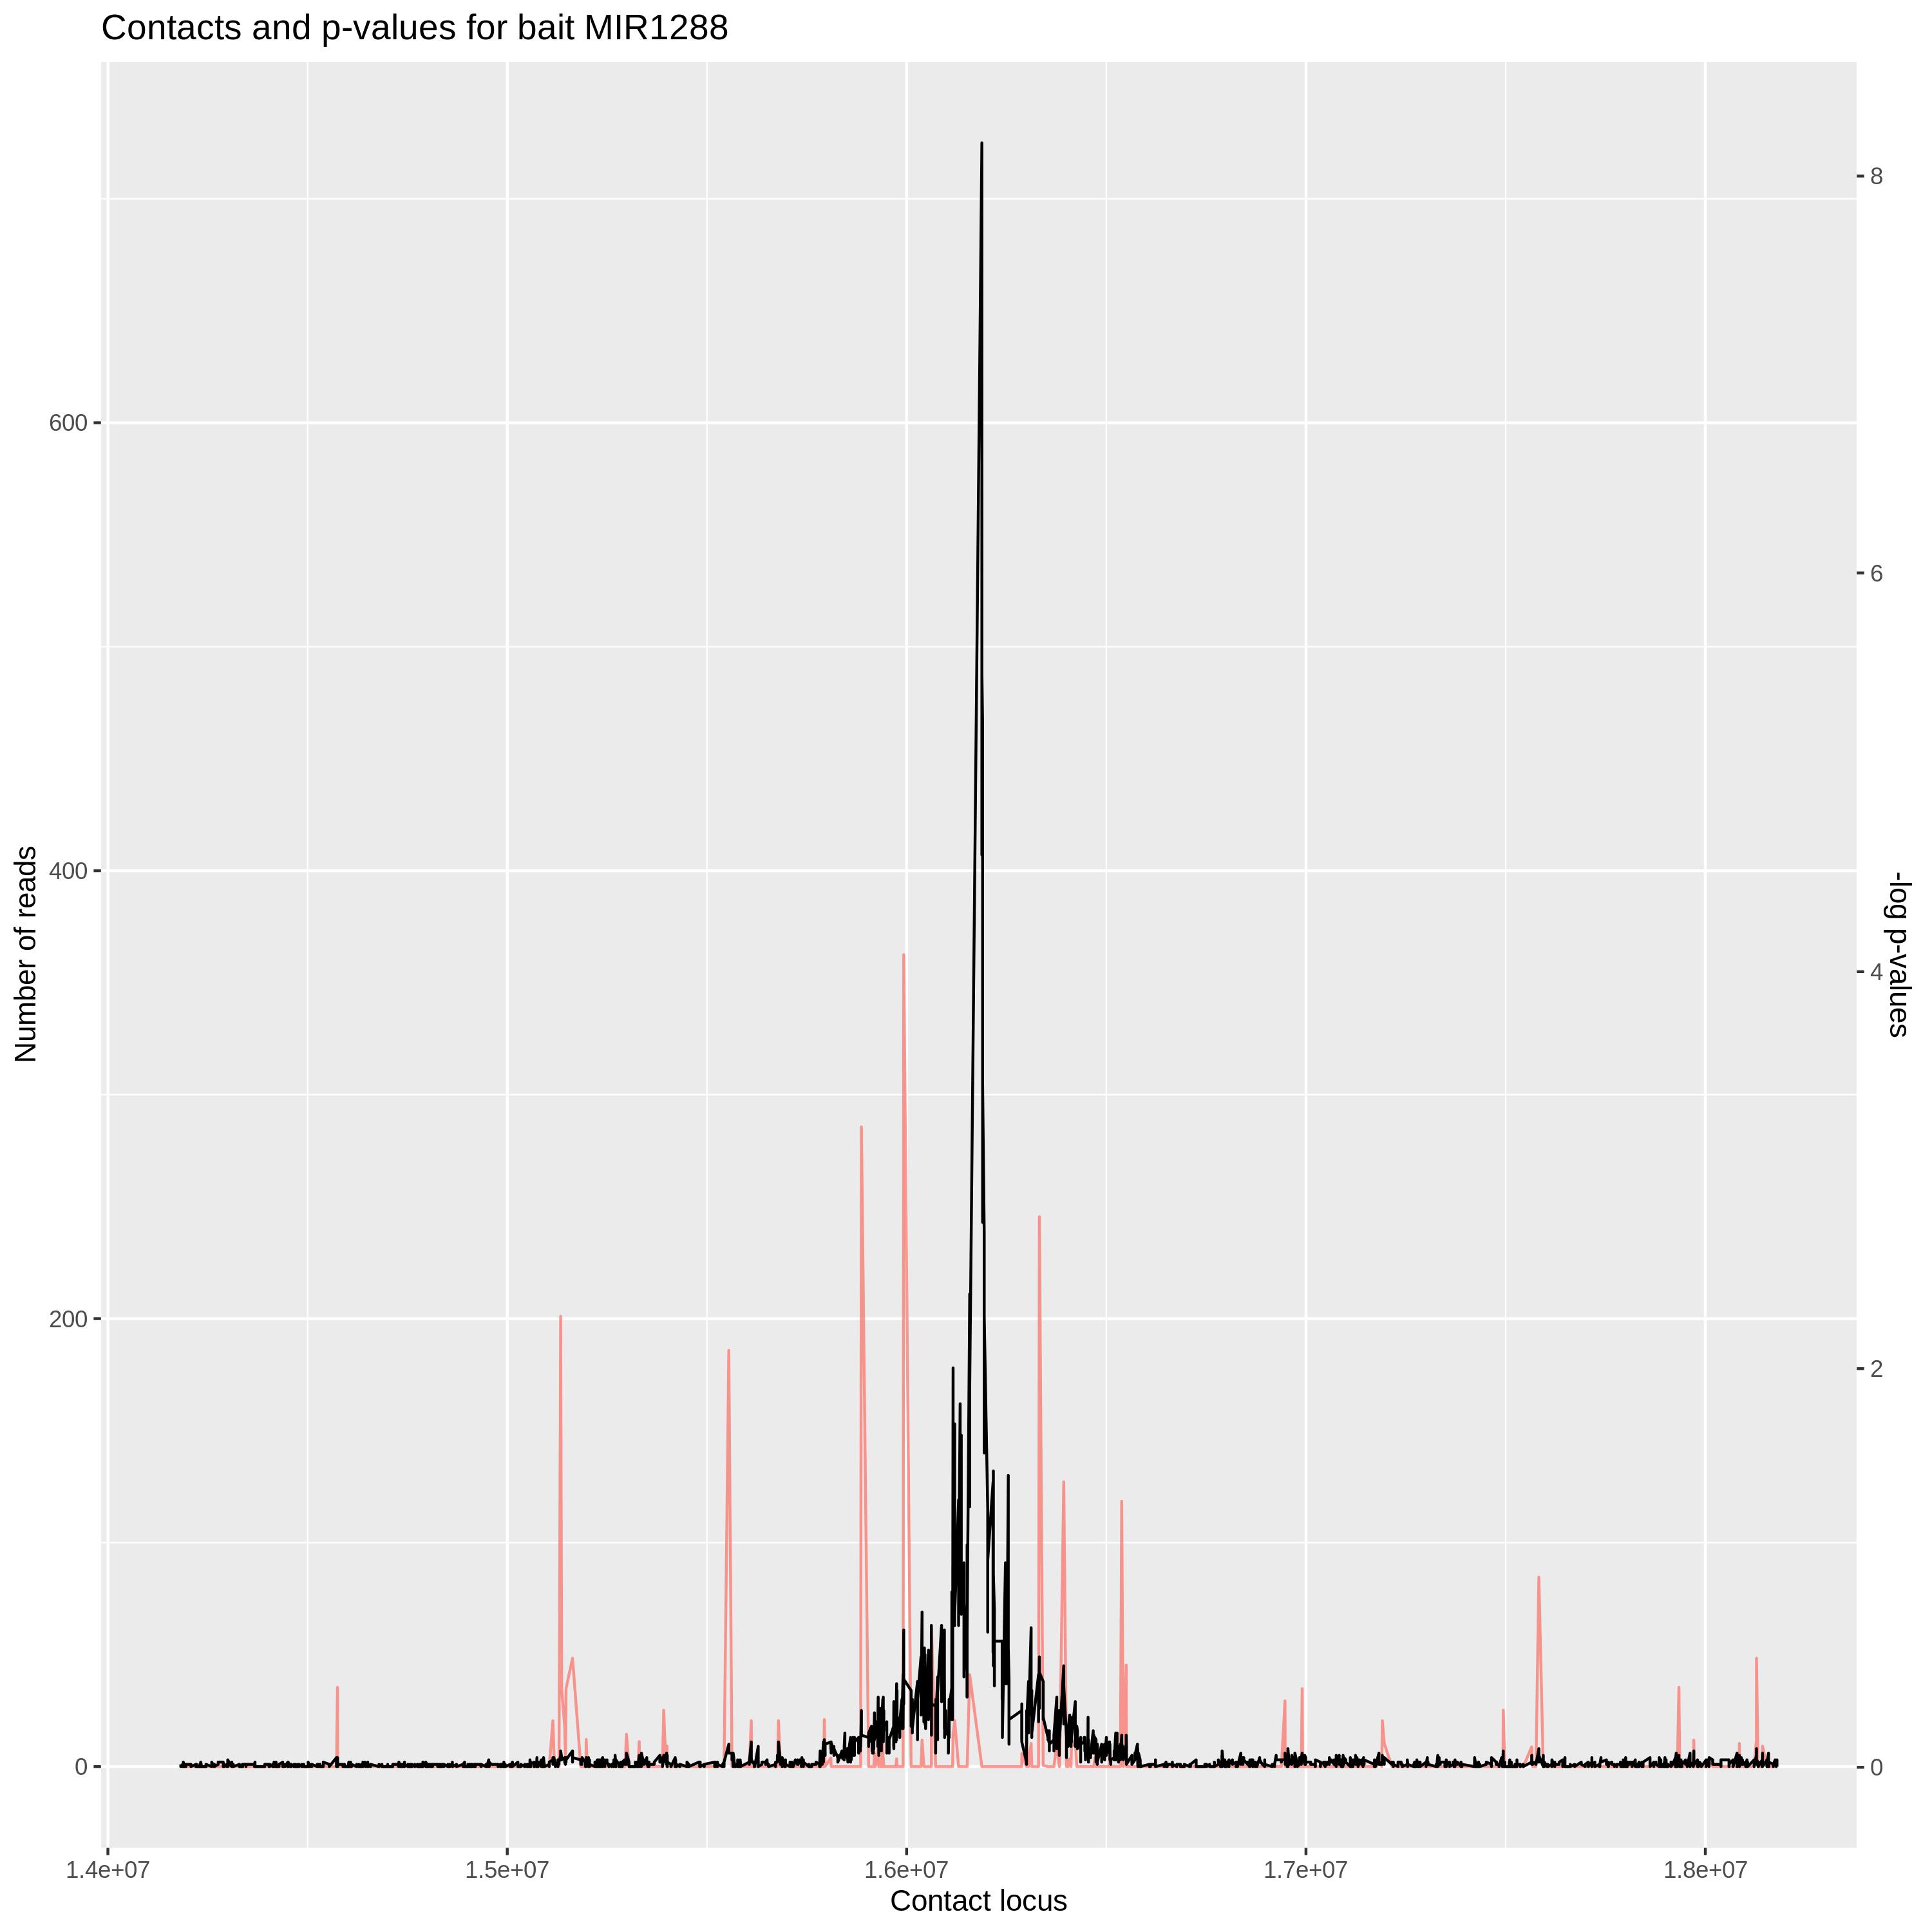 Contacts and p-values for bait MIR1288
Number of reads
600
400
200
0
8
6
4
2
0
-log p-values
1.4e+07 1.5e+07 1.6e+07 1.7e+07 1.8e+07
Contact locus